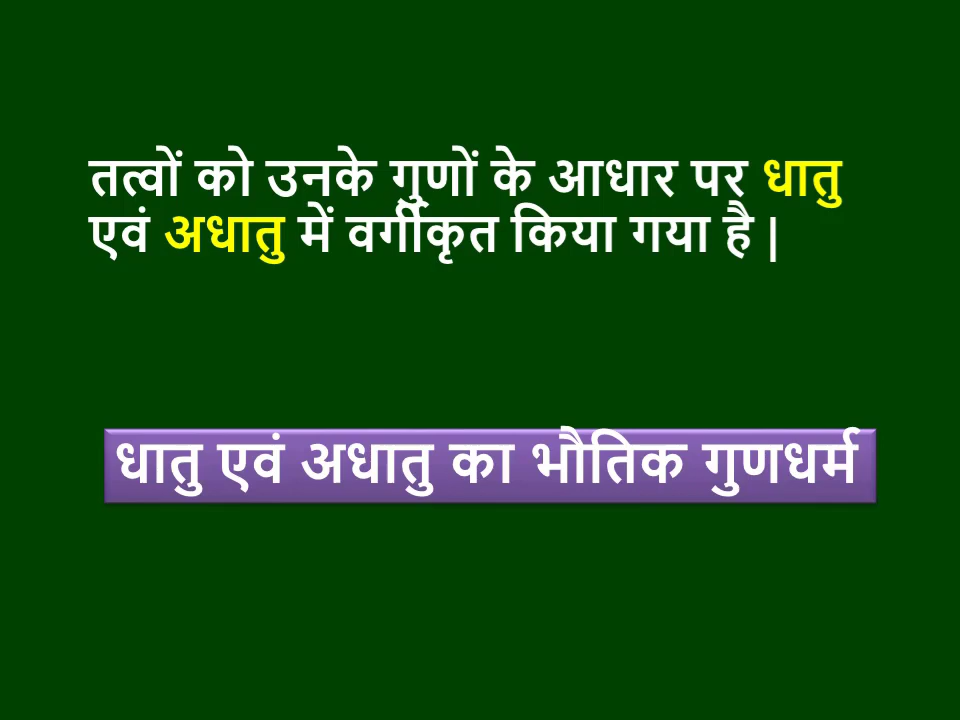 तत्वों को उनके गुणों के आधार पर धातु
एवं अधातु में वर्गीकृत किया गया है |
धातु एवं अधातु का भौतिक गुणधर्म